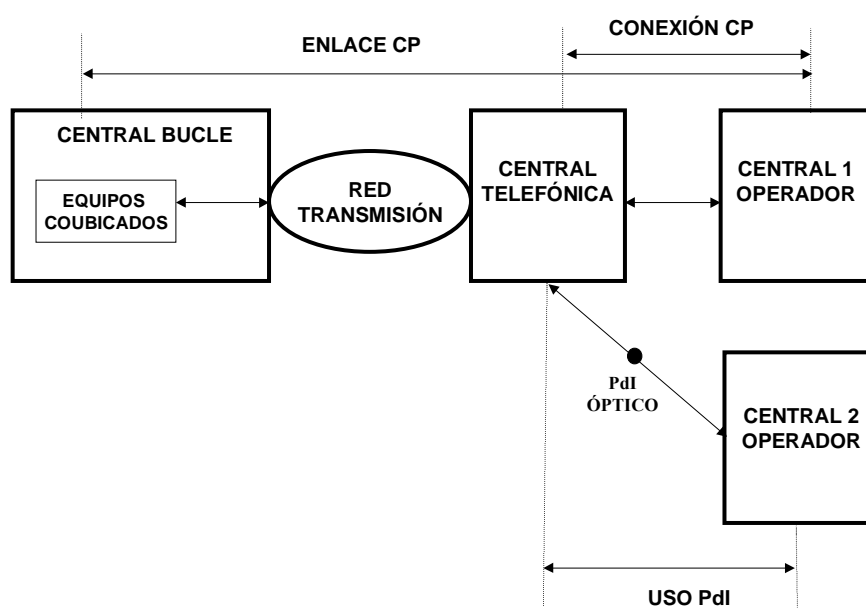 CONEXIÓN CP
ENLACE CP
CENTRAL BUCLE
EQUIPOS
COUBICADOS
RED
TRANSMISIÓN
CENTRAL
TELEFÓNICA
CENTRAL 1
OPERADOR
PdI
ÓPTICO
CENTRAL 2
OPERADOR
USO PdI